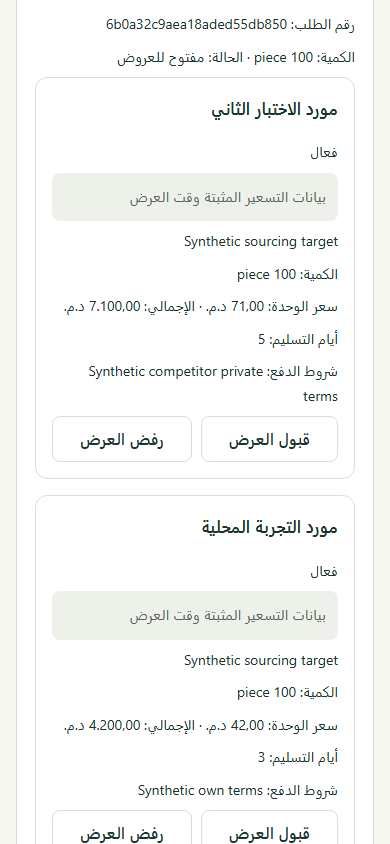 رقم الطلب: 6b0a32c9aea18aded55db850
الكمية: 100 piece · الحالة: مفتوح للعروض
مورد الاختبار الثاني
فعال
بيانات التسعير المثبتة وقت العرض
Synthetic sourcing target
الكمية: 100 piece
سعر الوحدة: 71,00 د.م. · الإجمالي: 7.100,00 د.م.
أيام التسليم: 5
شروط الدفع: Synthetic competitor private
terms
قبول العرض
رفض العرض
مورد التجربة المحلية
فعال
بيانات التسعير المثبتة وقت العرض
Synthetic sourcing target
الكمية: 100 piece
سعر الوحدة: 42,00 د.م. · الإجمالي: 4.200,00 د.م.
أيام التسليم: 3
شروط الدفع: Synthetic own terms
قبول العرض
رفض العرض